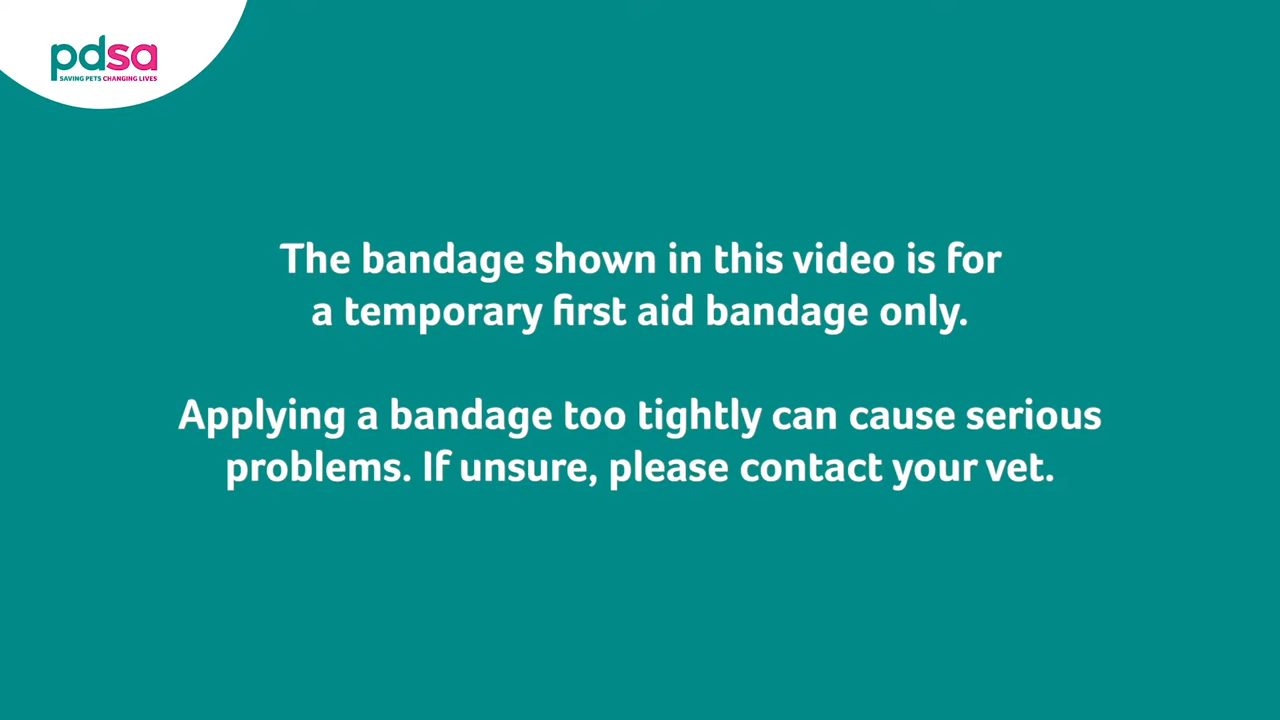 pdsa
SAVING PETS CHANGING LIVES
The bandage shown in this video is for
a temporary first aid bandage only.
Applying a bandage too tightly can cause serious
problems. If unsure, please contact your vet.